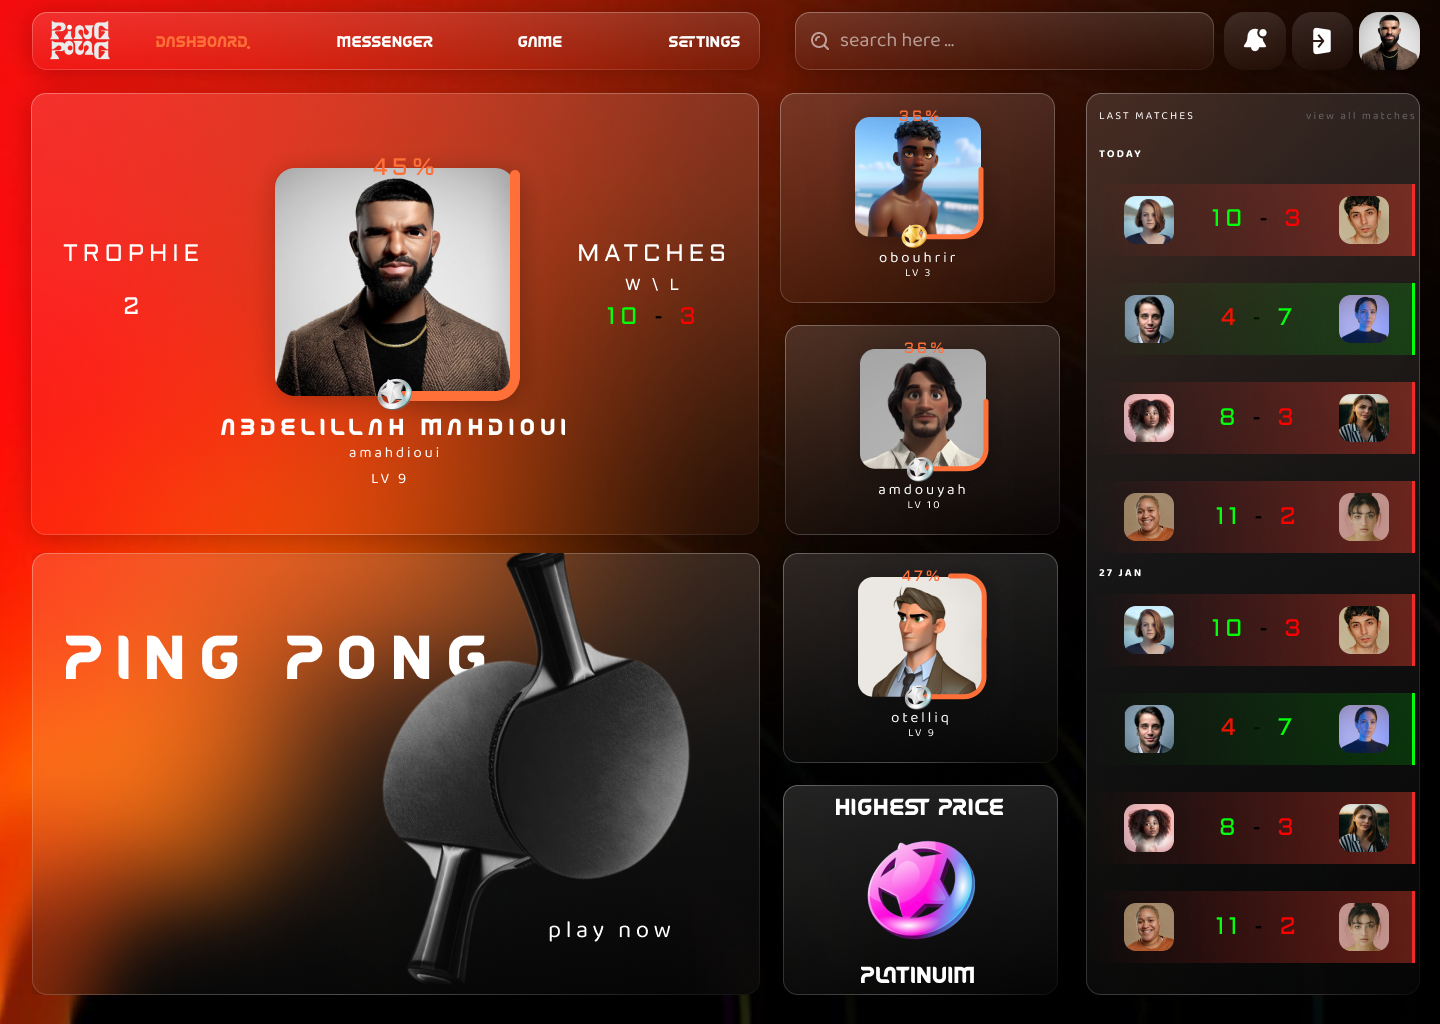 PING
PONG
DASHBOARD.
MESSENGER
GAME
SETTINGS
search here ...
45%
TROPHIE
2
MATCHES
W \ L
10 - 3
ABDELILLAH MAHDIOUI
amahdioui
LV 9
36%
obouhrir
LV 3
36%
amdouyah
LV 10
47%
otelliq
LV 9
PING PONG
play now
HIGHEST PRICE
PLATINUIM
LAST MATCHES
view all matches
TODAY
10 - 3
4 - 7
8 - 3
11 - 2
27 JAN
10 - 3
4 - 7
8 - 3
11 - 2